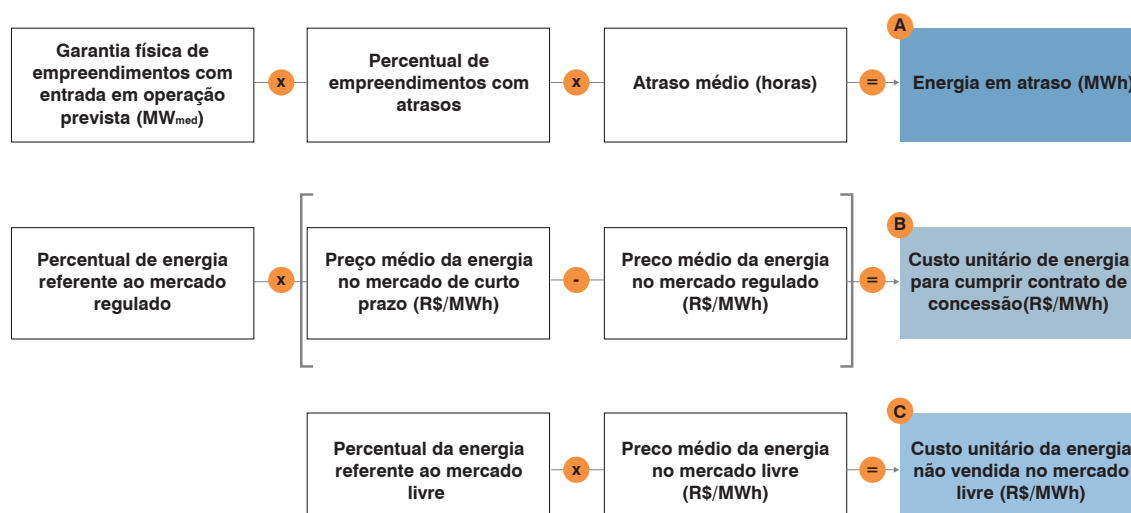 A
Garantia física de
empreendimentos com
entrada em operação
prevista (MWmed)
x
Percentual de
empreendimentos com
atrasos
x
Atraso médio (horas)
=
Energia em atraso (MWh)
B
Percentual de energia
referente ao mercado
regulado
x
Preço médio da energia
no mercado de curto
prazo (R$/MWh)
-
Preco médio da energia
no mercado regulado
(R$/MWh)
=
Custo unitário de energia
para cumprir contrato de
concessão(R$/MWh)
C
Percentual da energia
referente ao mercado
livre
x
Preco médio da energia
no mercado livre
(R$/MWh)
=
Custo unitário da energia
não vendida no mercado
livre (R$/MWh)